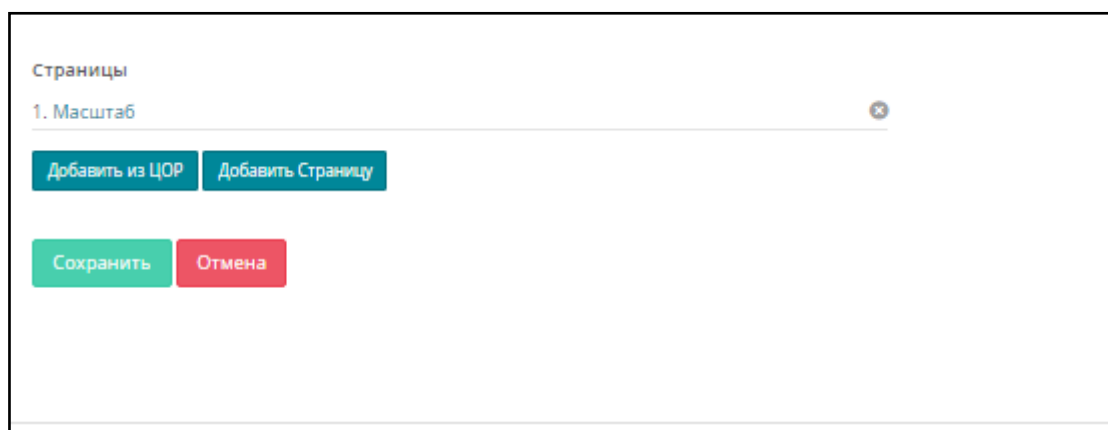 Страницы
1. Масштаб
Добавить из ЦОР Добавить Страницу
Сохранить Отмена